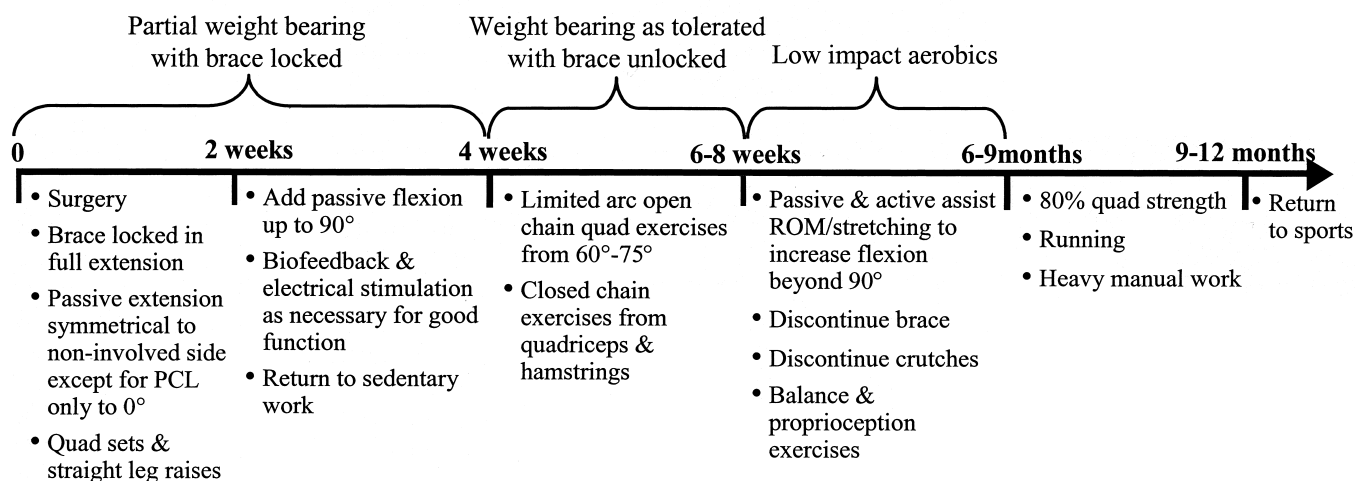 Partial weight bearing
with brace locked
Weight bearing as tolerated
with brace unlocked
Low impact aerobics
0
2 weeks
4 weeks
6-8 weeks
6-9months
9-12 months
• Surgery
• Brace locked in
full extension
• Passive extension
symmetrical to
non-involved side
except for PCL
only to 0°
• Quad sets &
straight leg raises
• Add passive flexion
up to 90°
• Biofeedback &
electrical stimulation
as necessary for good
function
• Return to sedentary
work
• Limited arc open
chain quad exercises
from 60°-75°
• Closed chain
exercises from
quadriceps &
hamstrings
• Passive & active assist
ROM/stretching to
increase flexion
beyond 90°
• Discontinue brace
• Discontinue crutches
• Balance &
proprioception
exercises
• 80% quad strength
• Running
• Heavy manual work
• Return
to sports